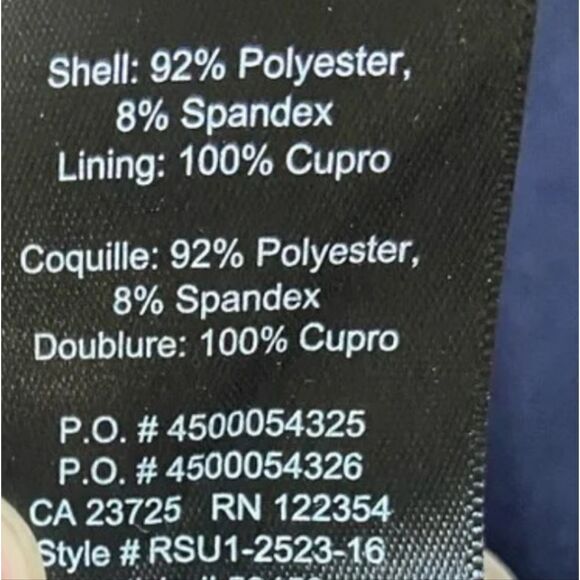 Shell: 92% Polyester,
8% Spandex
Lining: 100% Cupro
Coquille: 92% Polyester,
8% Spandex
Doublure: 100% Cupro
P.O. # 4500054325
P.O. # 4500054326
CA 23725 RN 122354
Style # RSU1-2523-16